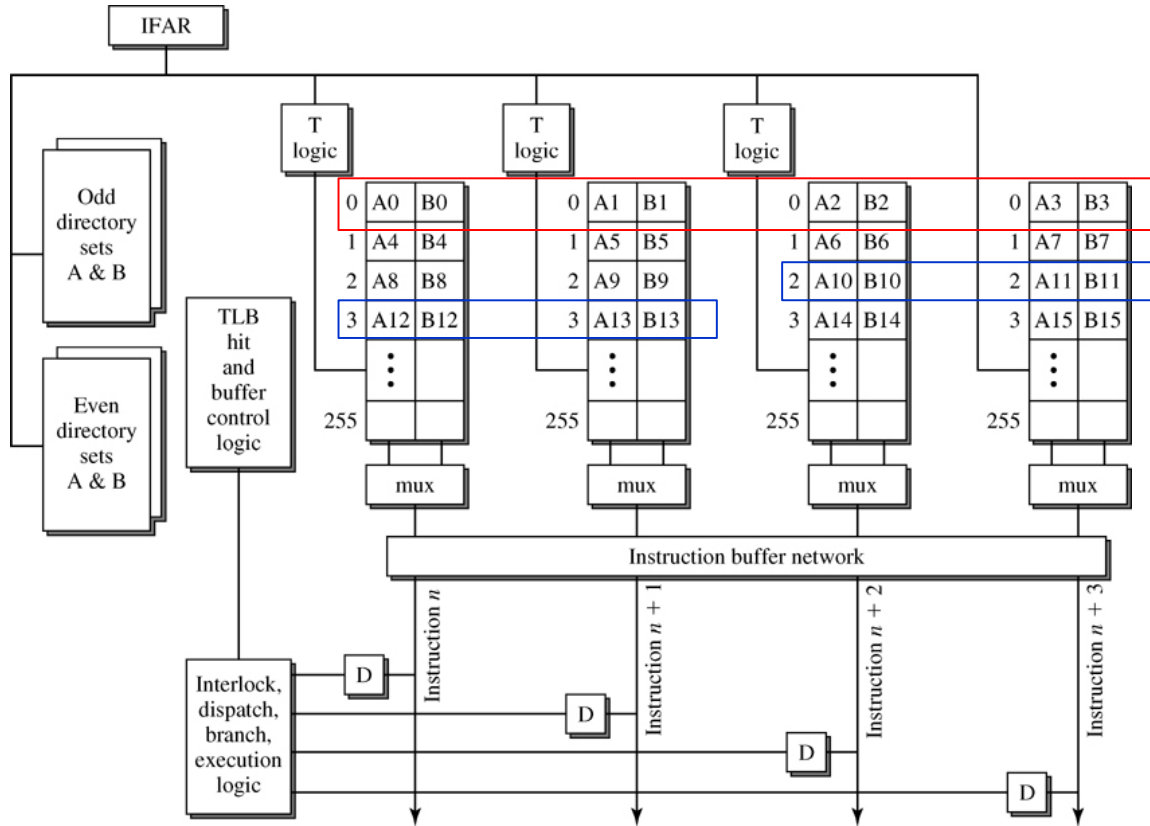 IFAR
T
logic
T
logic
T
logic
Odd
directory
sets
A & B
Even
directory
sets
A & B
TLB
hit
and
buffer
control
logic
0 A0 B0 0 A1 B1 0 A2 B2 0 A3 B3
1 A4 B4 1 A5 B5 1 A6 B6 1 A7 B7
2 A8 B8 2 A9 B9 2 A10 B10 2 A11 B11
3 A12 B12 3 A13 B13 3 A14 B14 3 A15 B15
255 255 255 255
mux mux mux mux
Instruction buffer network
Instruction n
Instruction n + 1
Instruction n + 2
Instruction n + 3
Interlock,
dispatch,
branch,
execution
logic
D
D
D
D